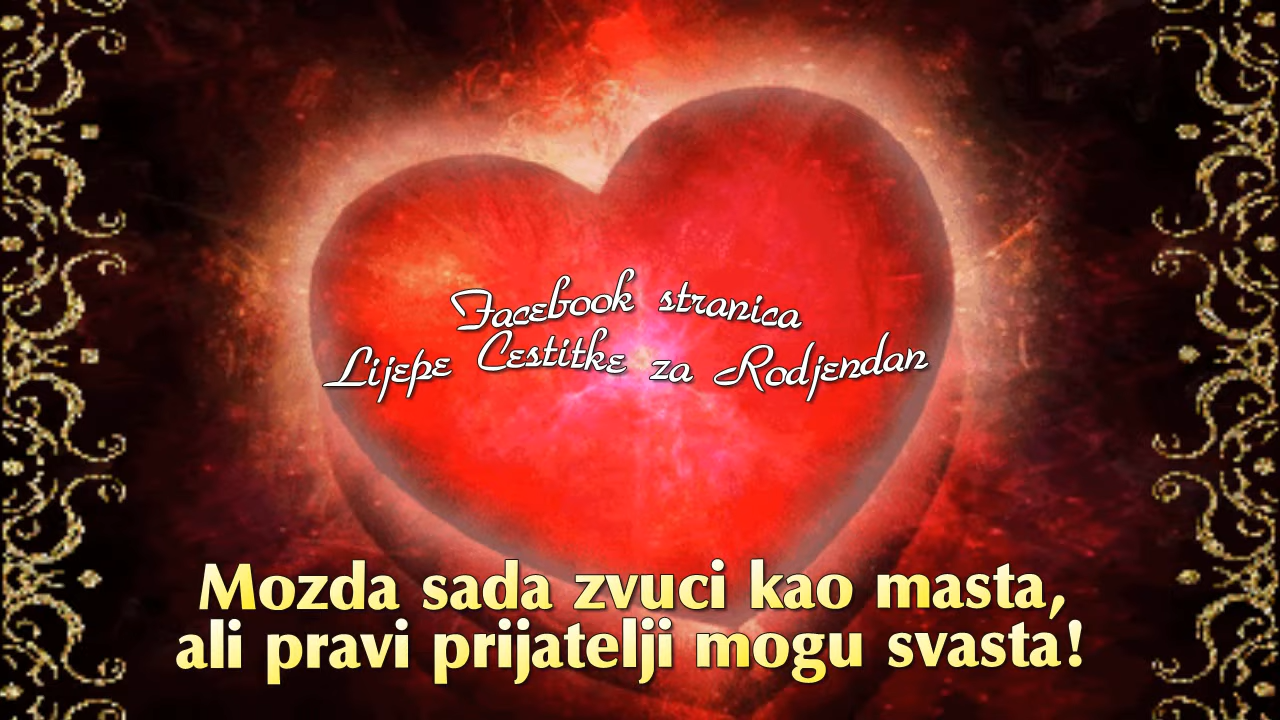 Facebook stranica
Lijepe Cestitke za Rodjendan
Mozda sada zvuci kao masta,
ali pravi prijatelji mogu svasta!